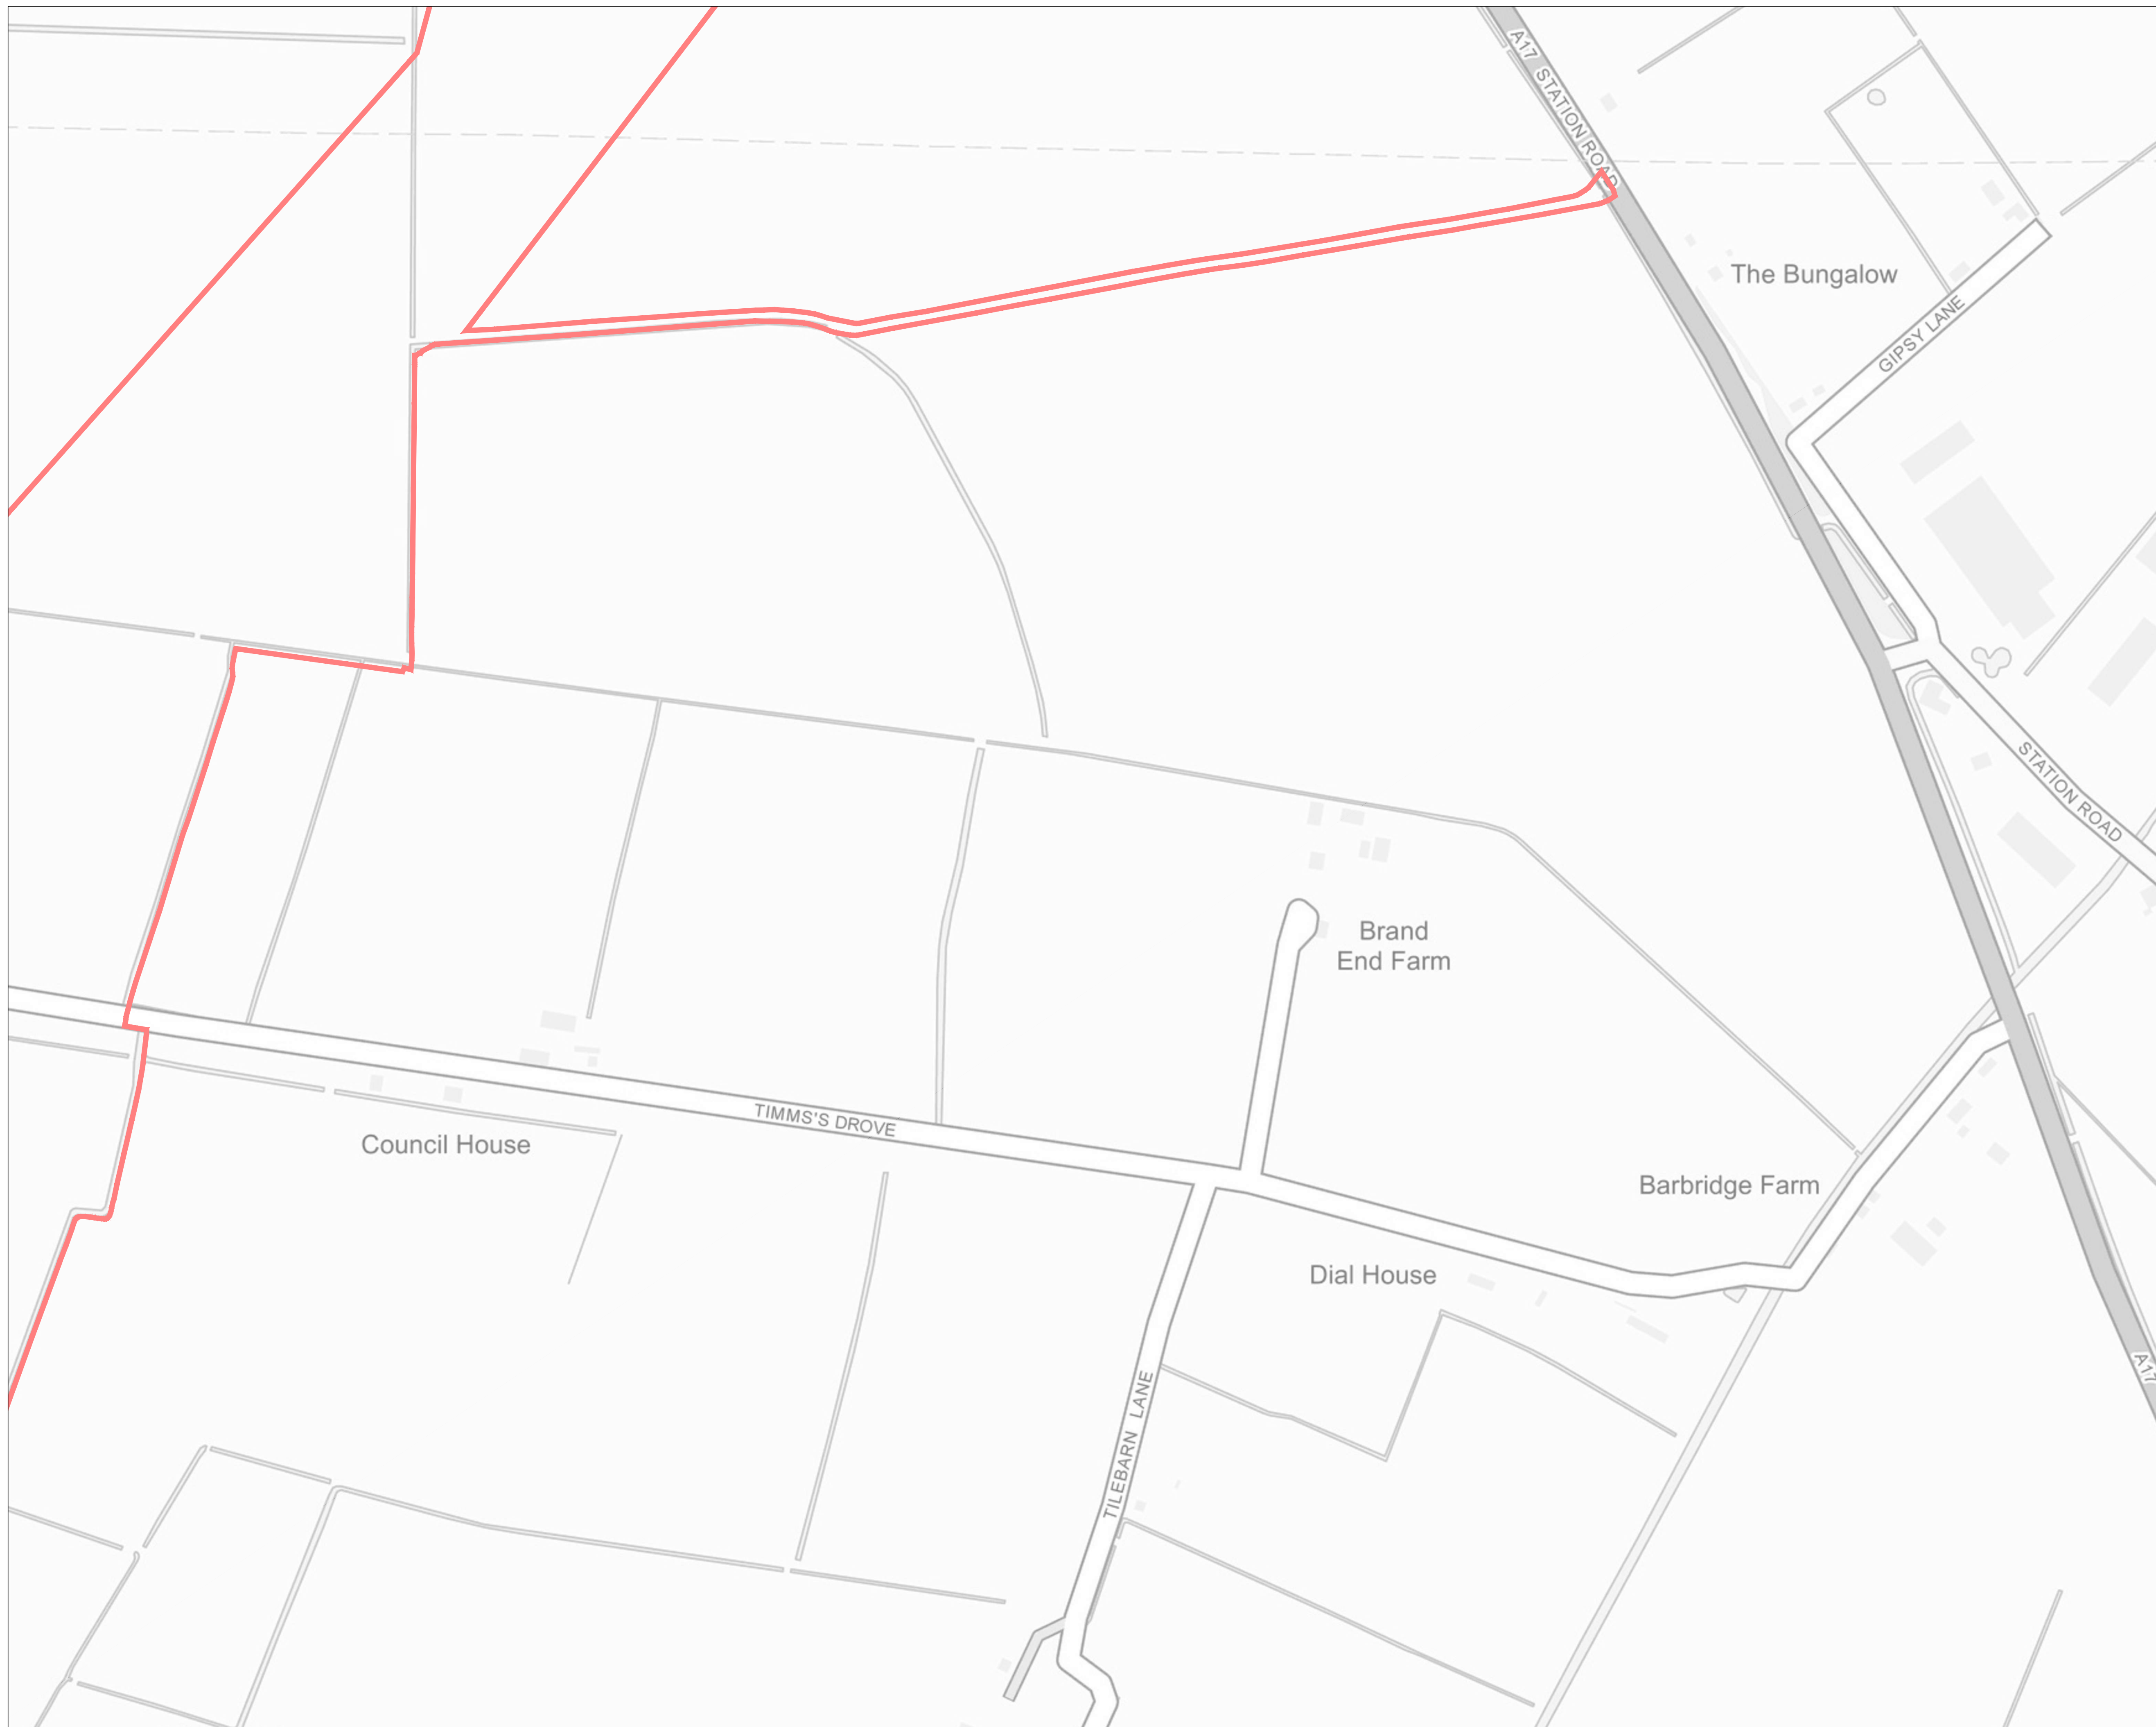 A17 STATION ROAD
The Bungalow
GIPSY LANE
STATION ROAD
Brand
End Farm
TIMMS'S DROVE
Council House
Barbridge Farm
Dial House
A17
TILEBARN LANE